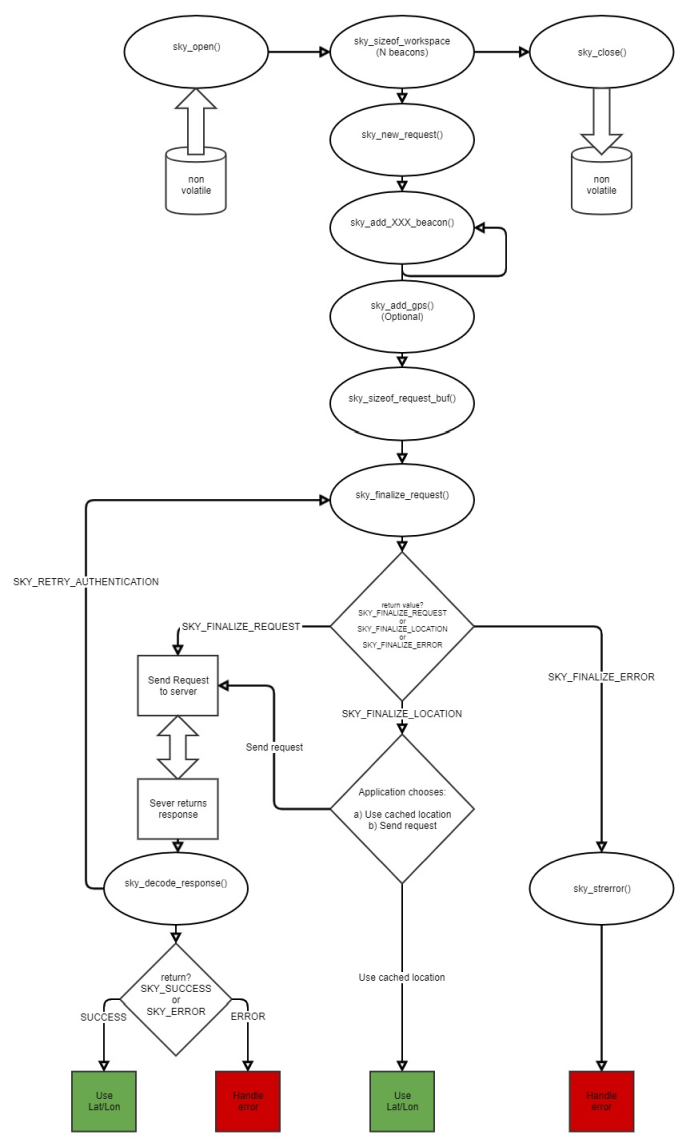 sky_open()
sky_sizeof_workspace
(N beacons)
sky_close()
non
volatile
sky_new_request()
non
volatile
sky_add_XXX_beacon()
sky_add_gps()
(Optional)
sky_sizeof_request_buf()
sky_finalize_request()
SKY_RETRY_AUTHENTICATION
return value?
SKY_FINALIZE_REQUEST
or
SKY_FINALIZE_LOCATION
or
SKY_FINALIZE_ERROR
SKY_FINALIZE_REQUEST
SKY_FINALIZE_ERROR
Send Request
to server
SKY_FINALIZE_LOCATION
Send request
Application chooses:
a) Use cached location
b) Send request
Sever returns
response
sky_decode_response()
sky_strerror()
return?
SKY_SUCCESS
or
SKY_ERROR
Use cached location
SUCCESS
ERROR
Use
Lat/Lon
Handle
error
Use
Lat/Lon
Handle
error